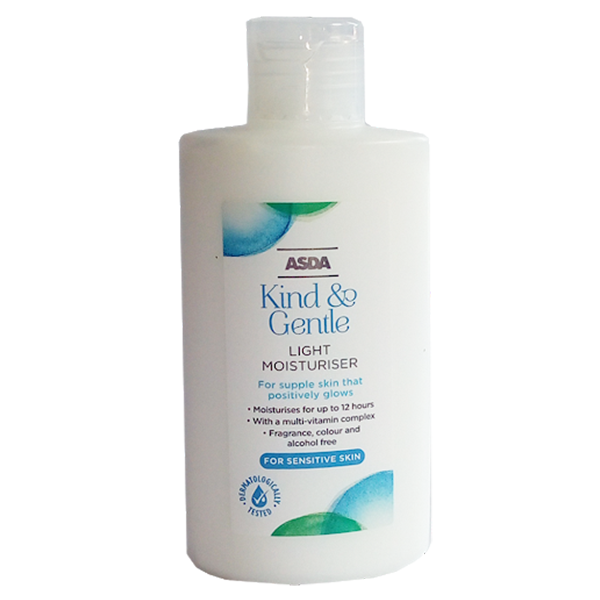 ASDA
Kind &
Gentle
LIGHT
MOISTURISER
For supple skin that
positively glows
• Moisturises for up to 12 hours
• With a multi-vitamin complex
• Fragrance, colour and
alcohol free
FOR SENSITIVE SKIN
• DERMATOLOGICALLY •
TESTED